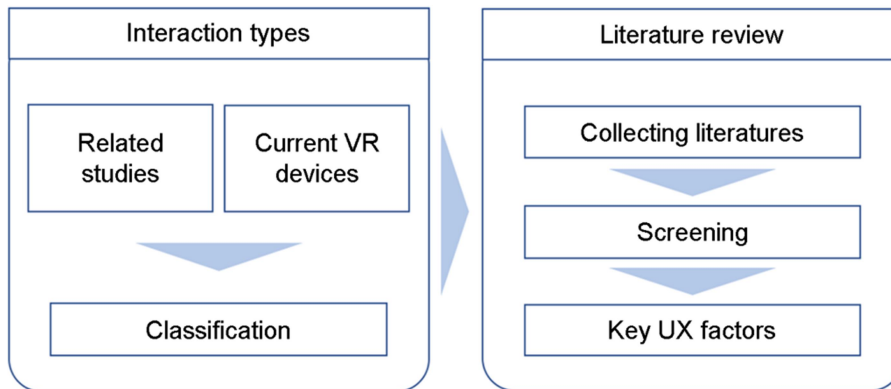 Interaction types
Related
studies
Current VR
devices
Classification
Literature review
Collecting literatures
Screening
Key UX factors